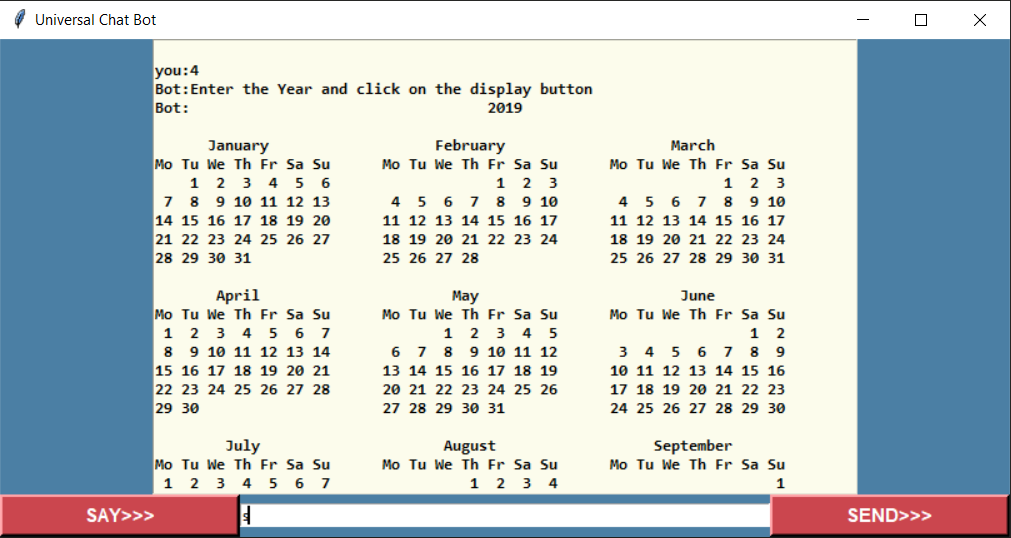 Universal Chat Bot
you:4
Bot:Enter the Year and click on the display button
Bot:                                  2019
      January                   February                   March
Mo Tu We Th Fr Sa Su      Mo Tu We Th Fr Sa Su      Mo Tu We Th Fr Sa Su
    1  2  3  4  5  6                   1  2  3                   1  2  3
 7  8  9 10 11 12 13       4  5  6  7  8  9 10       4  5  6  7  8  9 10
14 15 16 17 18 19 20      11 12 13 14 15 16 17      11 12 13 14 15 16 17
21 22 23 24 25 26 27      18 19 20 21 22 23 24      18 19 20 21 22 23 24
28 29 30 31               25 26 27 28               25 26 27 28 29 30 31
       April                      May                       June
Mo Tu We Th Fr Sa Su      Mo Tu We Th Fr Sa Su      Mo Tu We Th Fr Sa Su
 1  2  3  4  5  6  7             1  2  3  4  5                      1  2
 8  9 10 11 12 13 14       6  7  8  9 10 11 12       3  4  5  6  7  8  9
15 16 17 18 19 20 21      13 14 15 16 17 18 19      10 11 12 13 14 15 16
22 23 24 25 26 27 28      20 21 22 23 24 25 26      17 18 19 20 21 22 23
29 30                     27 28 29 30 31            24 25 26 27 28 29 30
        July                     August                  September
Mo Tu We Th Fr Sa Su      Mo Tu We Th Fr Sa Su      Mo Tu We Th Fr Sa Su
 1  2  3  4  5  6  7                1  2  3  4                         1
SAY>>> s SEND>>>